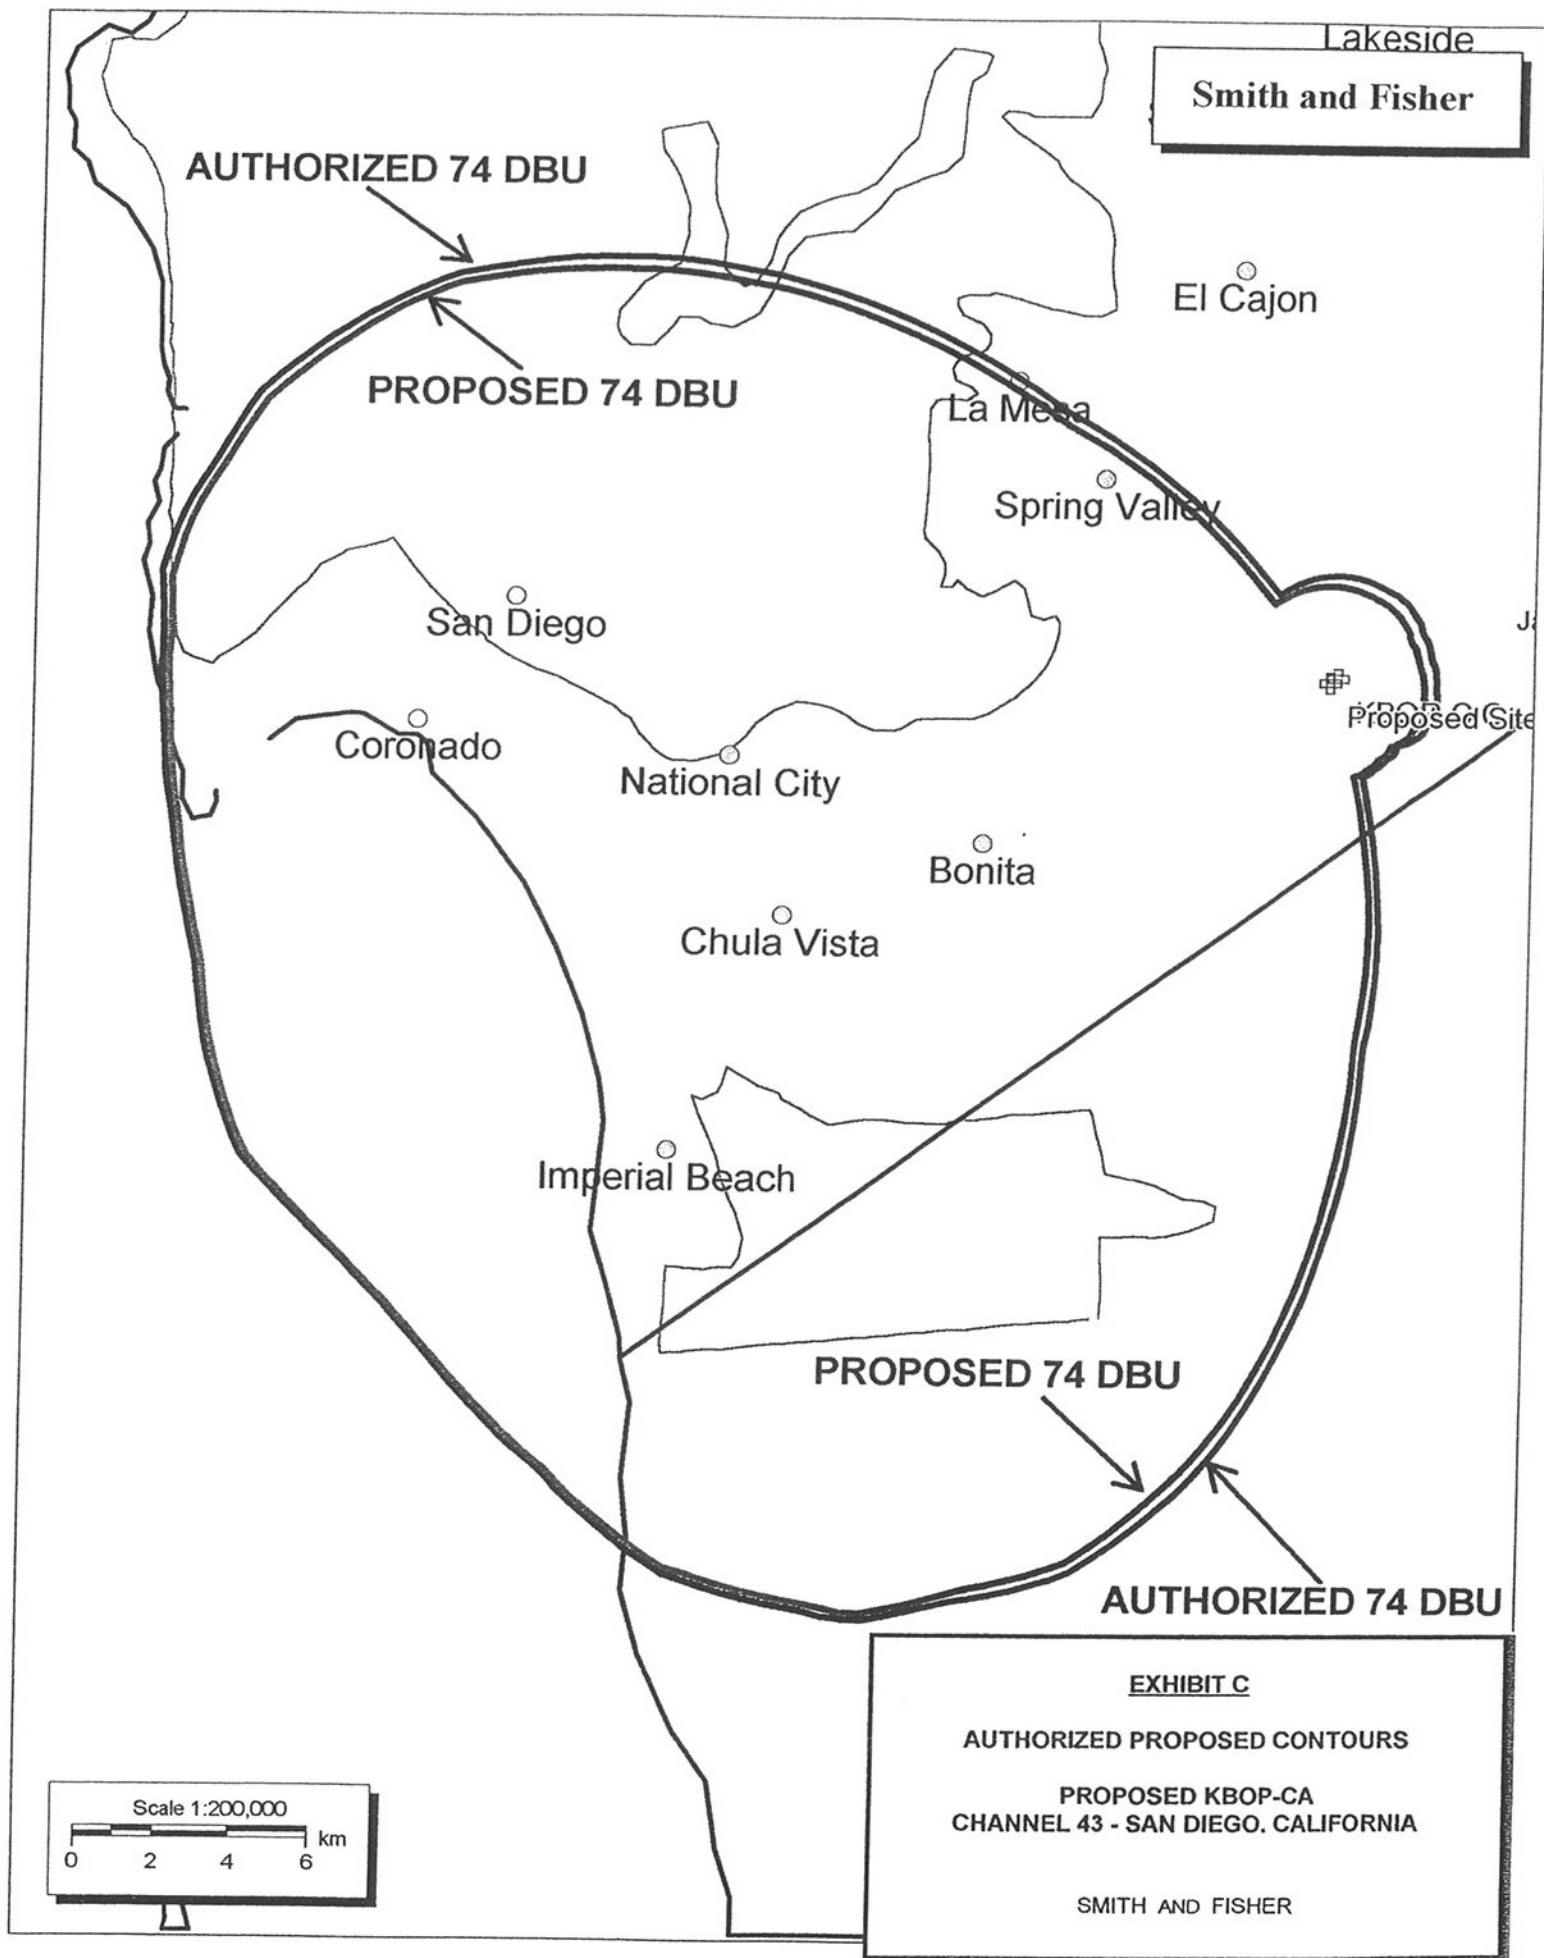 Lakeside
Smith and Fisher
AUTHORIZED 74 DBU
El Cajon
PROPOSED 74 DBU
La Mesa
Spring Valley
San Diego
Proposed Site
Coronado
National City
Bonita
Chula Vista
Imperial Beach
PROPOSED 74 DBU
AUTHORIZED 74 DBU
EXHIBIT C
AUTHORIZED PROPOSED CONTOURS
PROPOSED KBOP-CA
CHANNEL 43 - SAN DIEGO. CALIFORNIA
SMITH AND FISHER
Scale 1:200,000
km
0 2 4 6